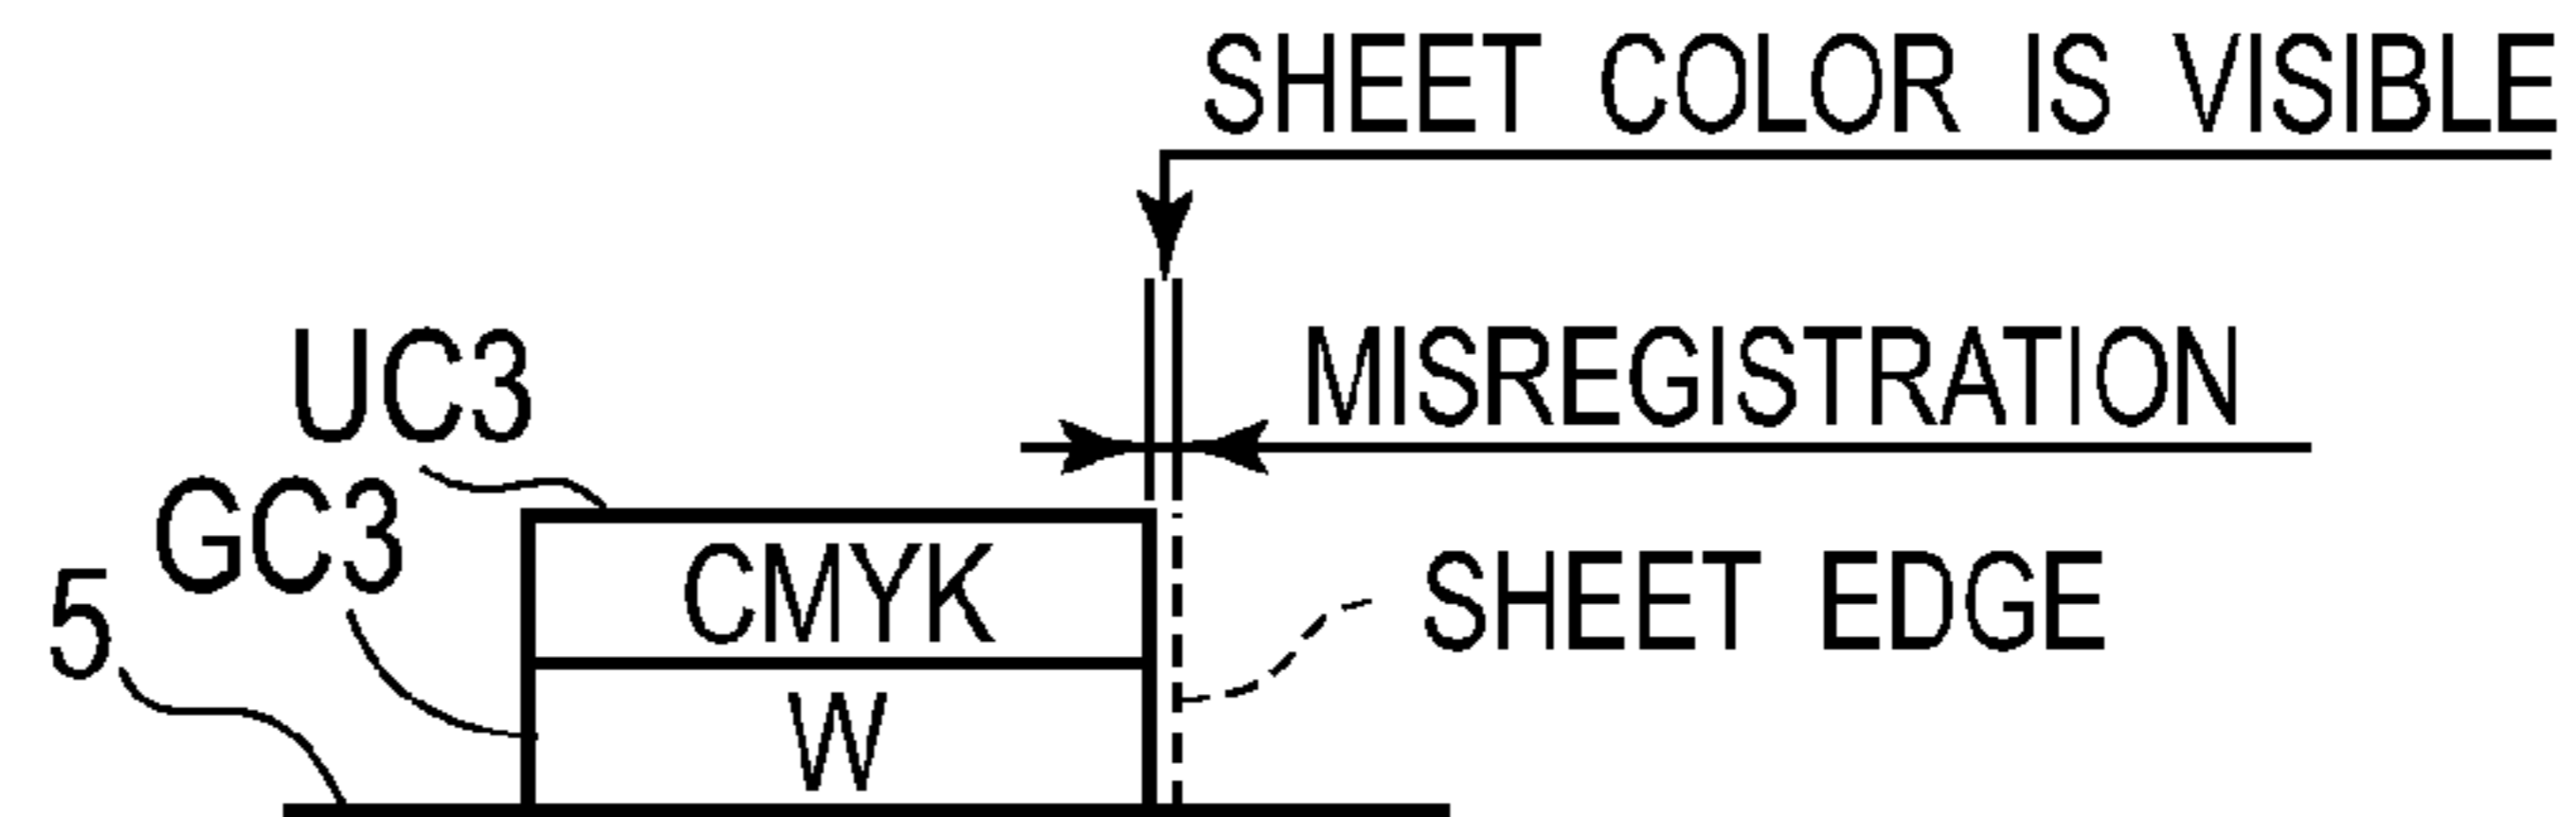 SHEET COLOR IS VISIBLE
UC3
MISREGISTRATION
GC3
5
CMYK
SHEET EDGE
W